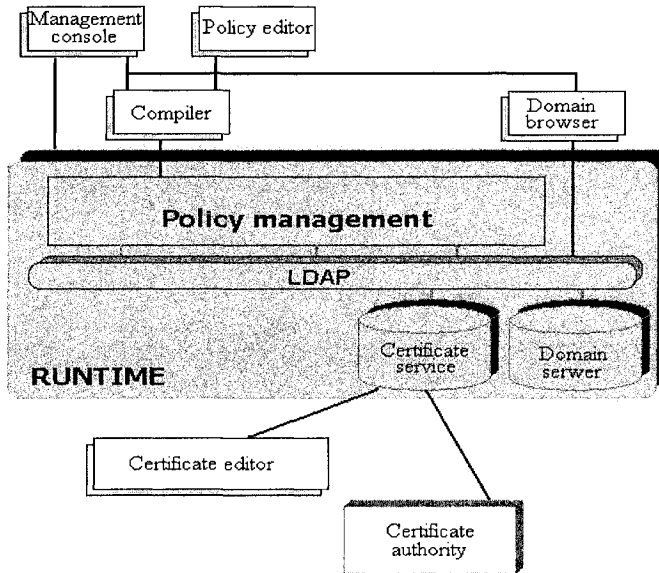 Management
console
Policy editor
Compiler
Domain
browser
Policy management
LDAP
Certificate
service
Domain
serwer
RUNTIME
Certificate editor
Certificate
authority